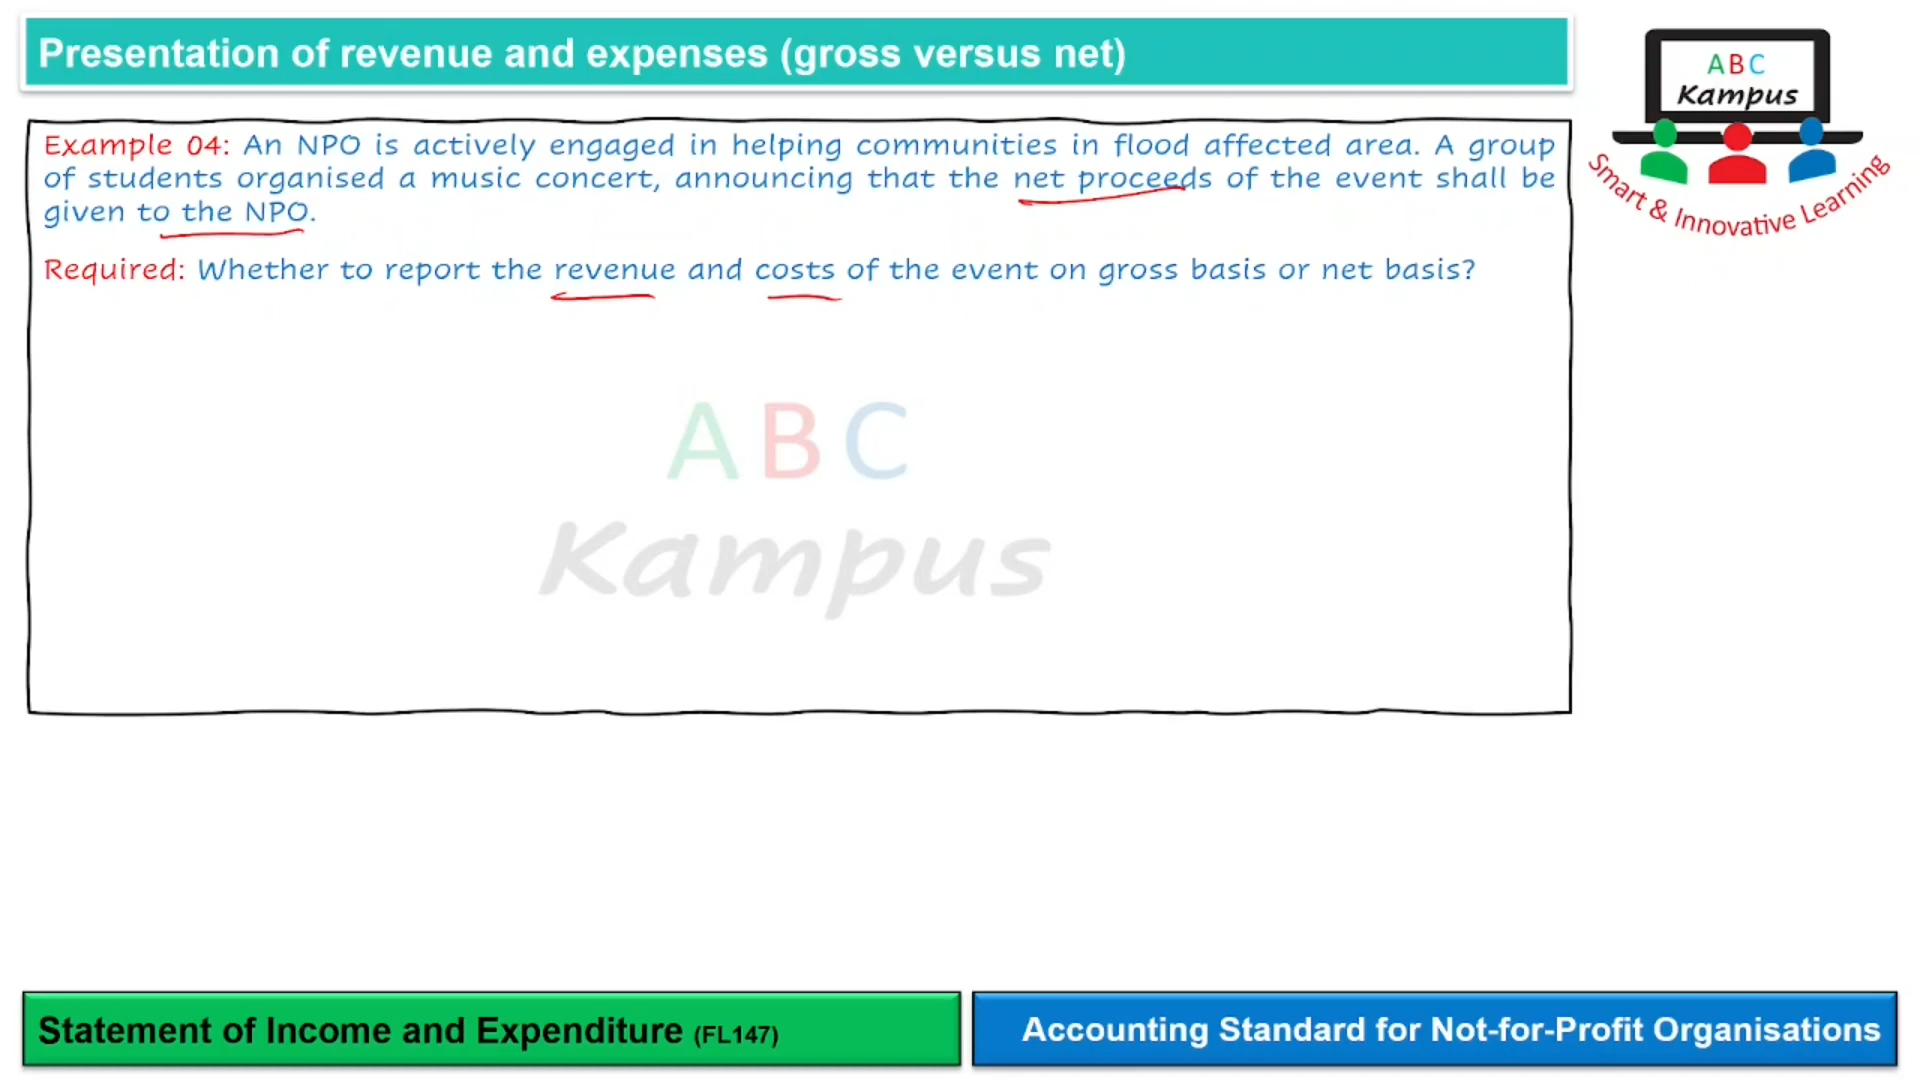 Presentation of revenue and expenses (gross versus net)
ABC
Kampus
Smart & Innovative Learning
Example 04: An NPO is actively engaged in helping communities in flood affected area. A group
of students organised a music concert, announcing that the net proceeds of the event shall be
given to the NPO.
Required: Whether to report the revenue and costs of the event on gross basis or net basis?
ABC
Kampus
Statement of Income and Expenditure (FL147)
Accounting Standard for Not-for-Profit Organisations